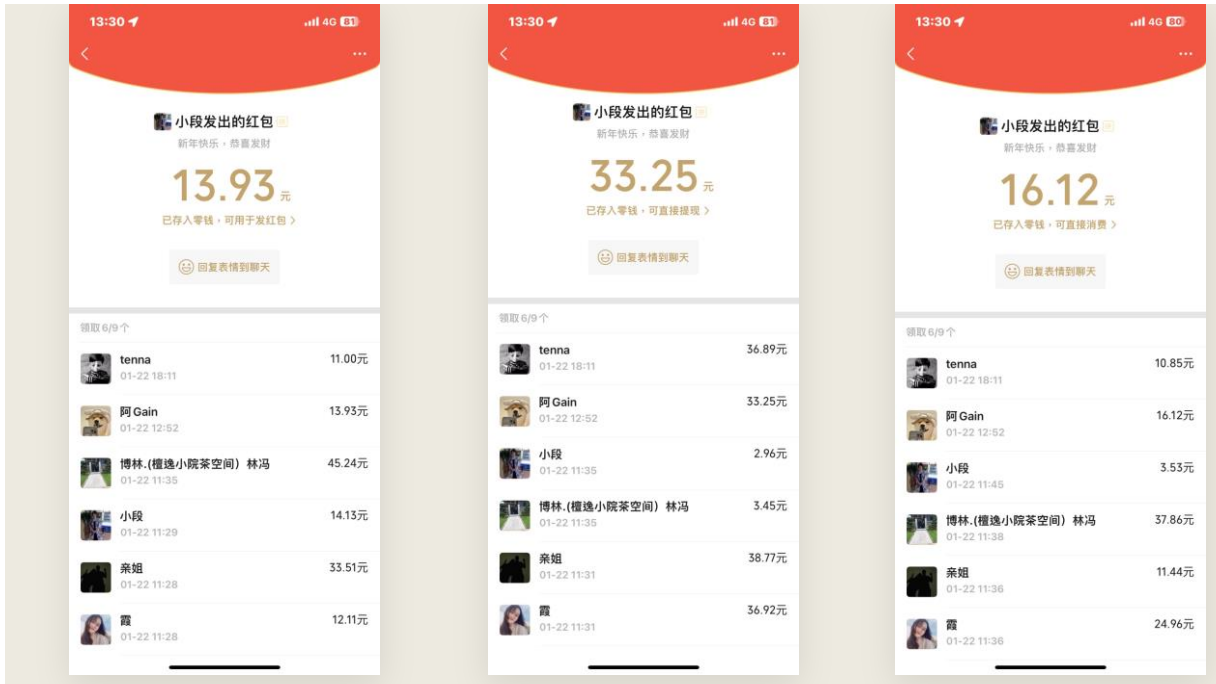 13:30
4G 81
小段发出的红包 拼
新年快乐，恭喜发财
13.93 元
已存入零钱，可用于发红包
回复表情到聊天
领取6/9个
tenna 11.00元
01-22 18:11
阿Gain 13.93元
01-22 12:52
博林.(檀逸小院茶空间）林冯 45.24元
01-22 11:35
小段 14.13元
01-22 11:29
亲姐 33.51元
01-22 11:28
霞 12.11元
01-22 11:28
13:30
4G 81
小段发出的红包 拼
新年快乐，恭喜发财
33.25 元
已存入零钱，可直接提现
回复表情到聊天
领取6/9个
tenna 36.89元
01-22 18:11
阿Gain 33.25元
01-22 12:52
小段 2.96元
01-22 11:35
博林.(檀逸小院茶空间）林冯 3.45元
01-22 11:35
亲姐 38.77元
01-22 11:31
霞 36.92元
01-22 11:31
13:30
4G 80
小段发出的红包 拼
新年快乐，恭喜发财
16.12 元
已存入零钱，可直接消费
回复表情到聊天
领取6/9个
tenna 10.85元
01-22 18:11
阿Gain 16.12元
01-22 12:52
小段 3.53元
01-22 11:45
博林.(檀逸小院茶空间）林冯 37.86元
01-22 11:38
亲姐 11.44元
01-22 11:36
霞 24.96元
01-22 11:36